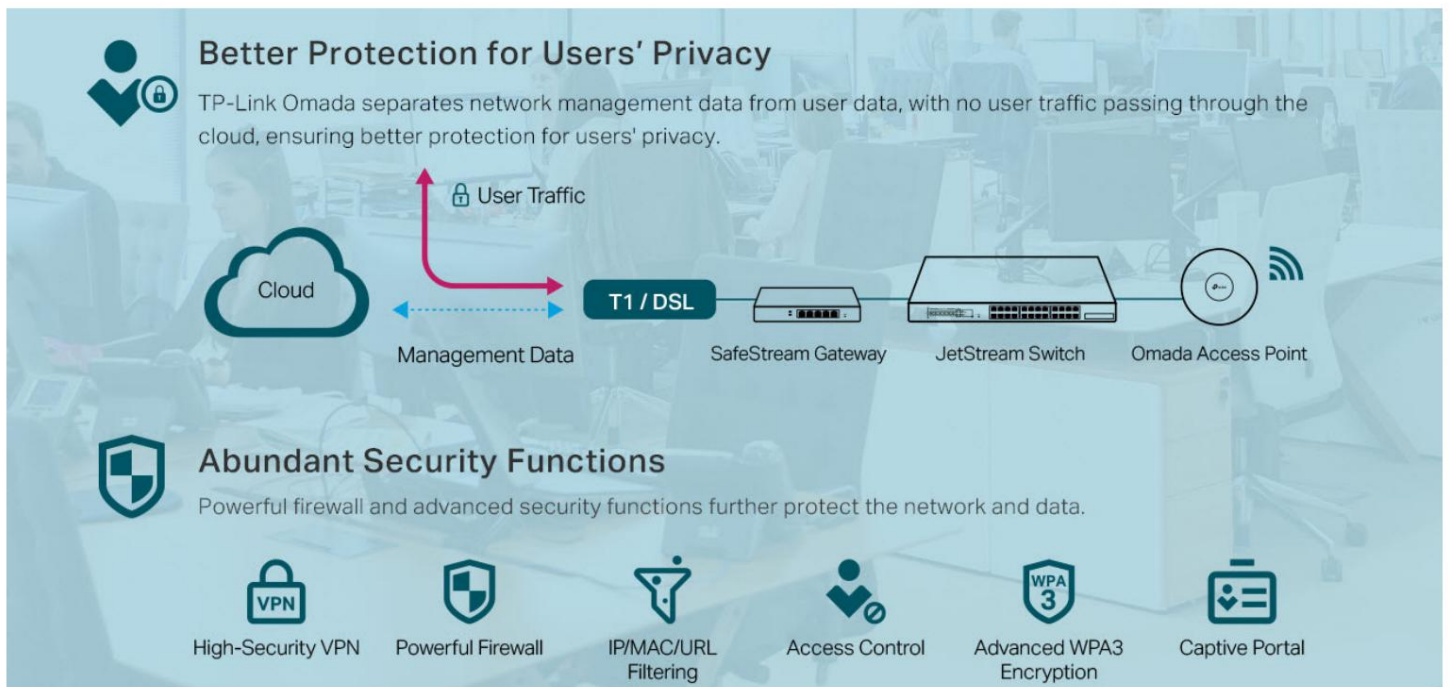 Better Protection for Users' Privacy
TP-Link Omada separates network management data from user data, with no user traffic passing through the
cloud, ensuring better protection for users' privacy.
User Traffic
Cloud
T1 / DSL
Management Data
SafeStream Gateway
JetStream Switch
Omada Access Point
Abundant Security Functions
Powerful firewall and advanced security functions further protect the network and data.
VPN
WPA
3
High-Security VPN
Powerful Firewall
IP/MAC/URL
Filtering
Access Control
Advanced WPA3
Encryption
Captive Portal